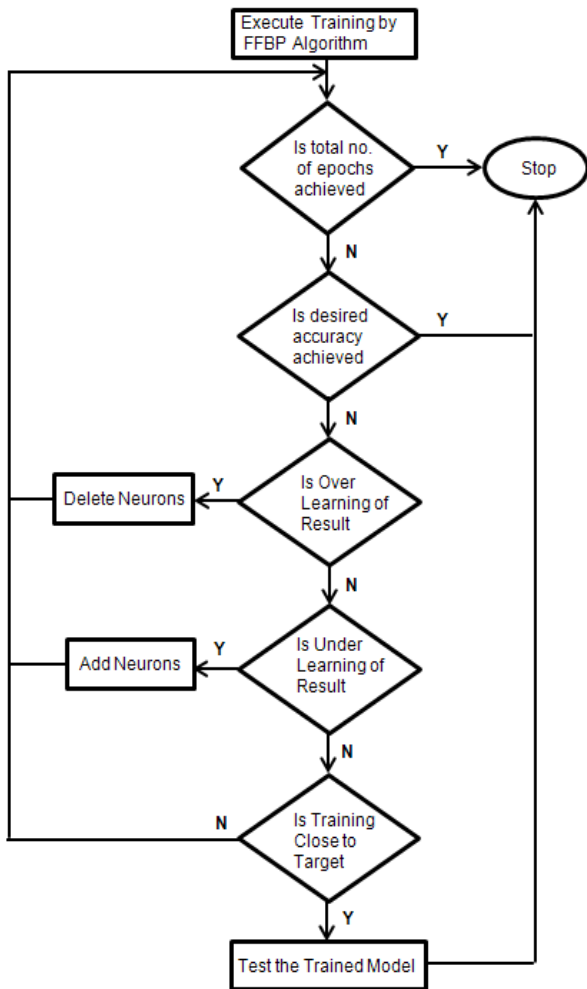 Execute Training by
FFBP Algorithm
Is total no.
of epochs
achieved
Y
Stop
N
Is desired
accuracy
achieved
Y
N
Is Over
Learning of
Result
Y
Delete Neurons
N
Is Under
Learning of
Result
Y
Add Neurons
N
Is Training
Close to
Target
N
Y
Test the Trained Model